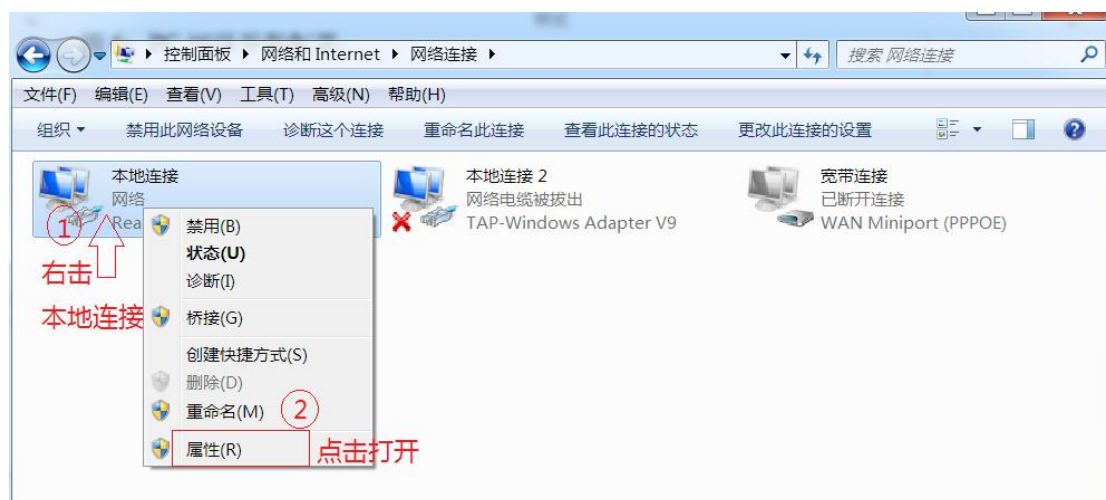 控制面板 网络和 Internet 网络连接
搜索 网络连接
文件(F) 编辑(E) 查看(V) 工具(T) 高级(N) 帮助(H)
组织 禁用此网络设备 诊断这个连接 重命名此连接 查看此连接的状态 更改此连接的设置
本地连接
网络
Rea
本地连接 2
网络电缆被拔出
TAP-Windows Adapter V9
宽带连接
已断开连接
WAN Miniport (PPPOE)
1
右击
本地连接
禁用(B)
状态(U)
诊断(I)
桥接(G)
创建快捷方式(S)
删除(D)
重命名(M)
2
属性(R)
点击打开